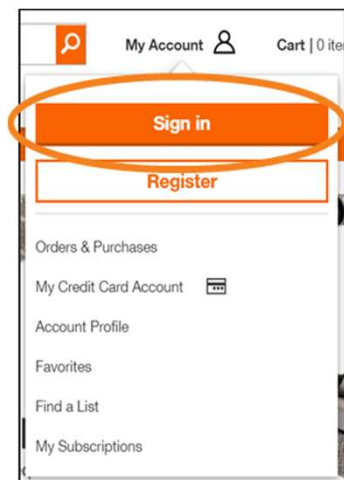 My Account Cart | 0 ite
Sign in
Register
Orders & Purchases
My Credit Card Account
Account Profile
Favorites
Find a List
My Subscriptions